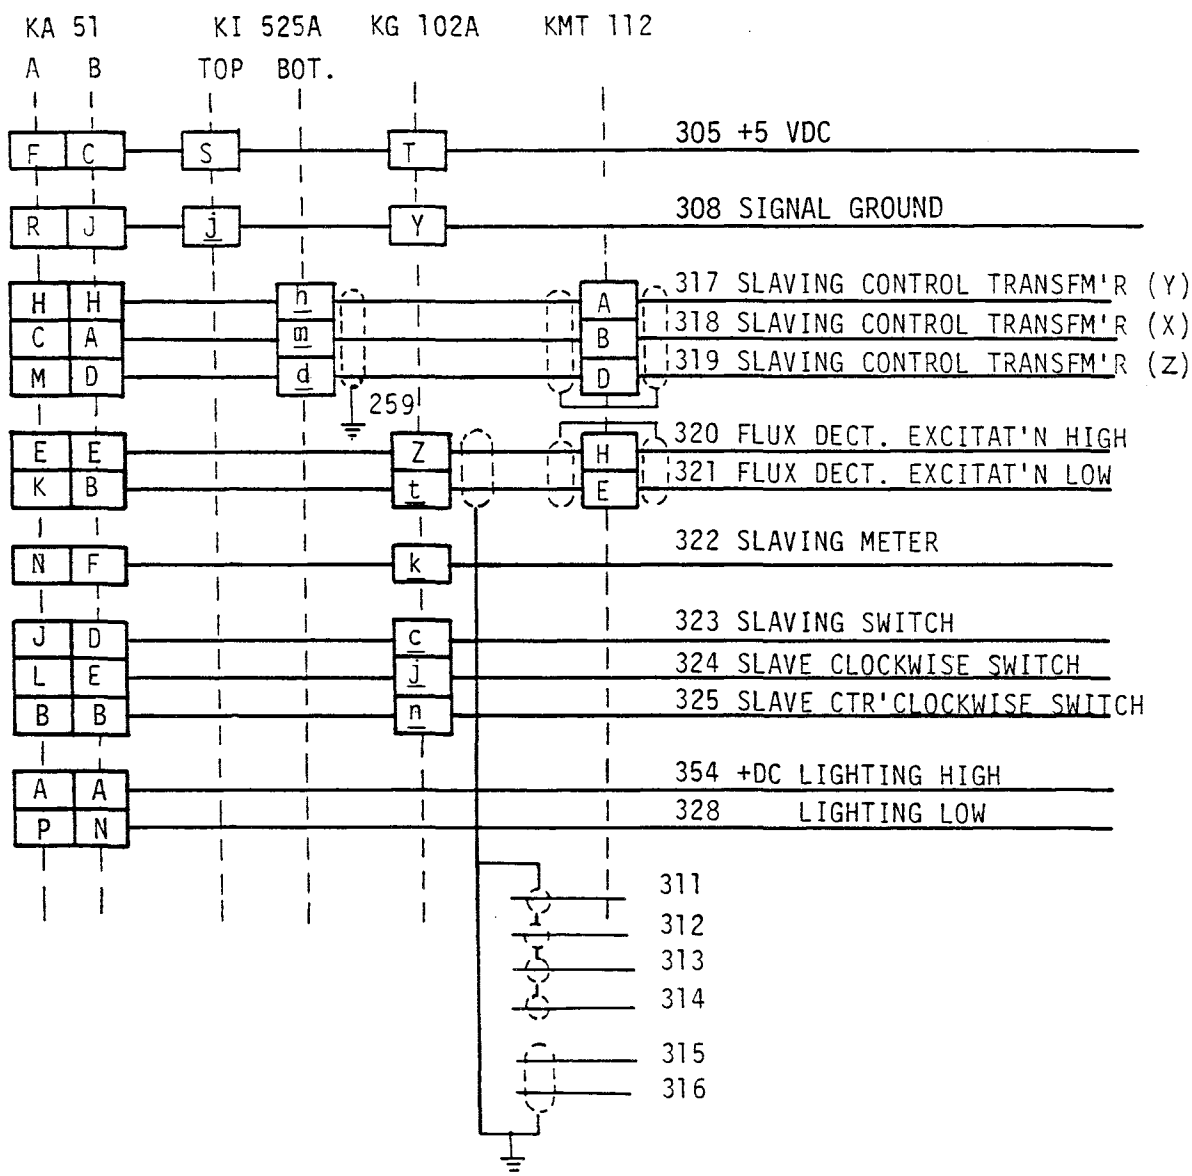 KA 51 KI 525A KG 102A KMT 112
A B TOP BOT.
F C S T 305 +5 VDC
R J j Y 308 SIGNAL GROUND
H H h A 317 SLAVING CONTROL TRANSFM'R (Y)
C A m B 318 SLAVING CONTROL TRANSFM'R (X)
M D d D 319 SLAVING CONTROL TRANSFM'R (Z)
259
E E Z H 320 FLUX DECT. EXCITAT'N HIGH
K B t E 321 FLUX DECT. EXCITAT'N LOW
N F k 322 SLAVING METER
J D c 323 SLAVING SWITCH
L E j 324 SLAVE CLOCKWISE SWITCH
B B n 325 SLAVE CTR'CLOCKWISE SWITCH
A A 354 +DC LIGHTING HIGH
P N 328 LIGHTING LOW
311
312
313
314
315
316